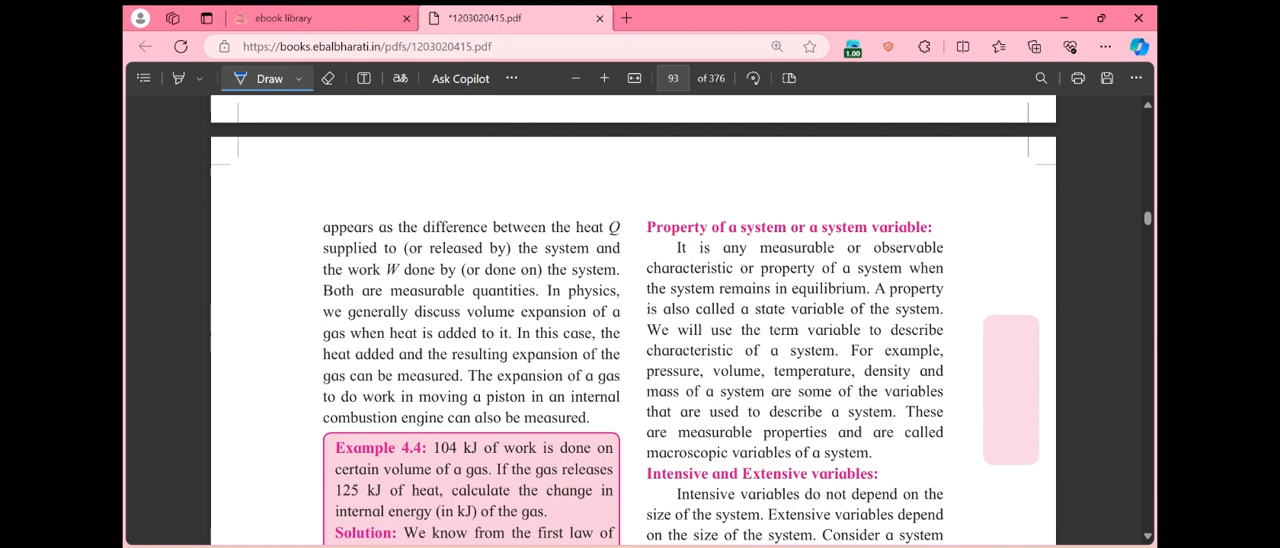 ebook library
*1203020415.pdf
https://books.ebalbharati.in/pdfs/1203020415.pdf
1.00
Draw
T
aあ
Ask Copilot
93 of 376
appears as the difference between the heat Q
supplied to (or released by) the system and
the work W done by (or done on) the system.
Both are measurable quantities. In physics,
we generally discuss volume expansion of a
gas when heat is added to it. In this case, the
heat added and the resulting expansion of the
gas can be measured. The expansion of a gas
to do work in moving a piston in an internal
combustion engine can also be measured.
Example 4.4: 104 kJ of work is done on
certain volume of a gas. If the gas releases
125 kJ of heat, calculate the change in
internal energy (in kJ) of the gas.
Solution: We know from the first law of
Property of a system or a system variable:
It is any measurable or observable
characteristic or property of a system when
the system remains in equilibrium. A property
is also called a state variable of the system.
We will use the term variable to describe
characteristic of a system. For example,
pressure, volume, temperature, density and
mass of a system are some of the variables
that are used to describe a system. These
are measurable properties and are called
macroscopic variables of a system.
Intensive and Extensive variables:
Intensive variables do not depend on the
size of the system. Extensive variables depend
on the size of the system. Consider a system